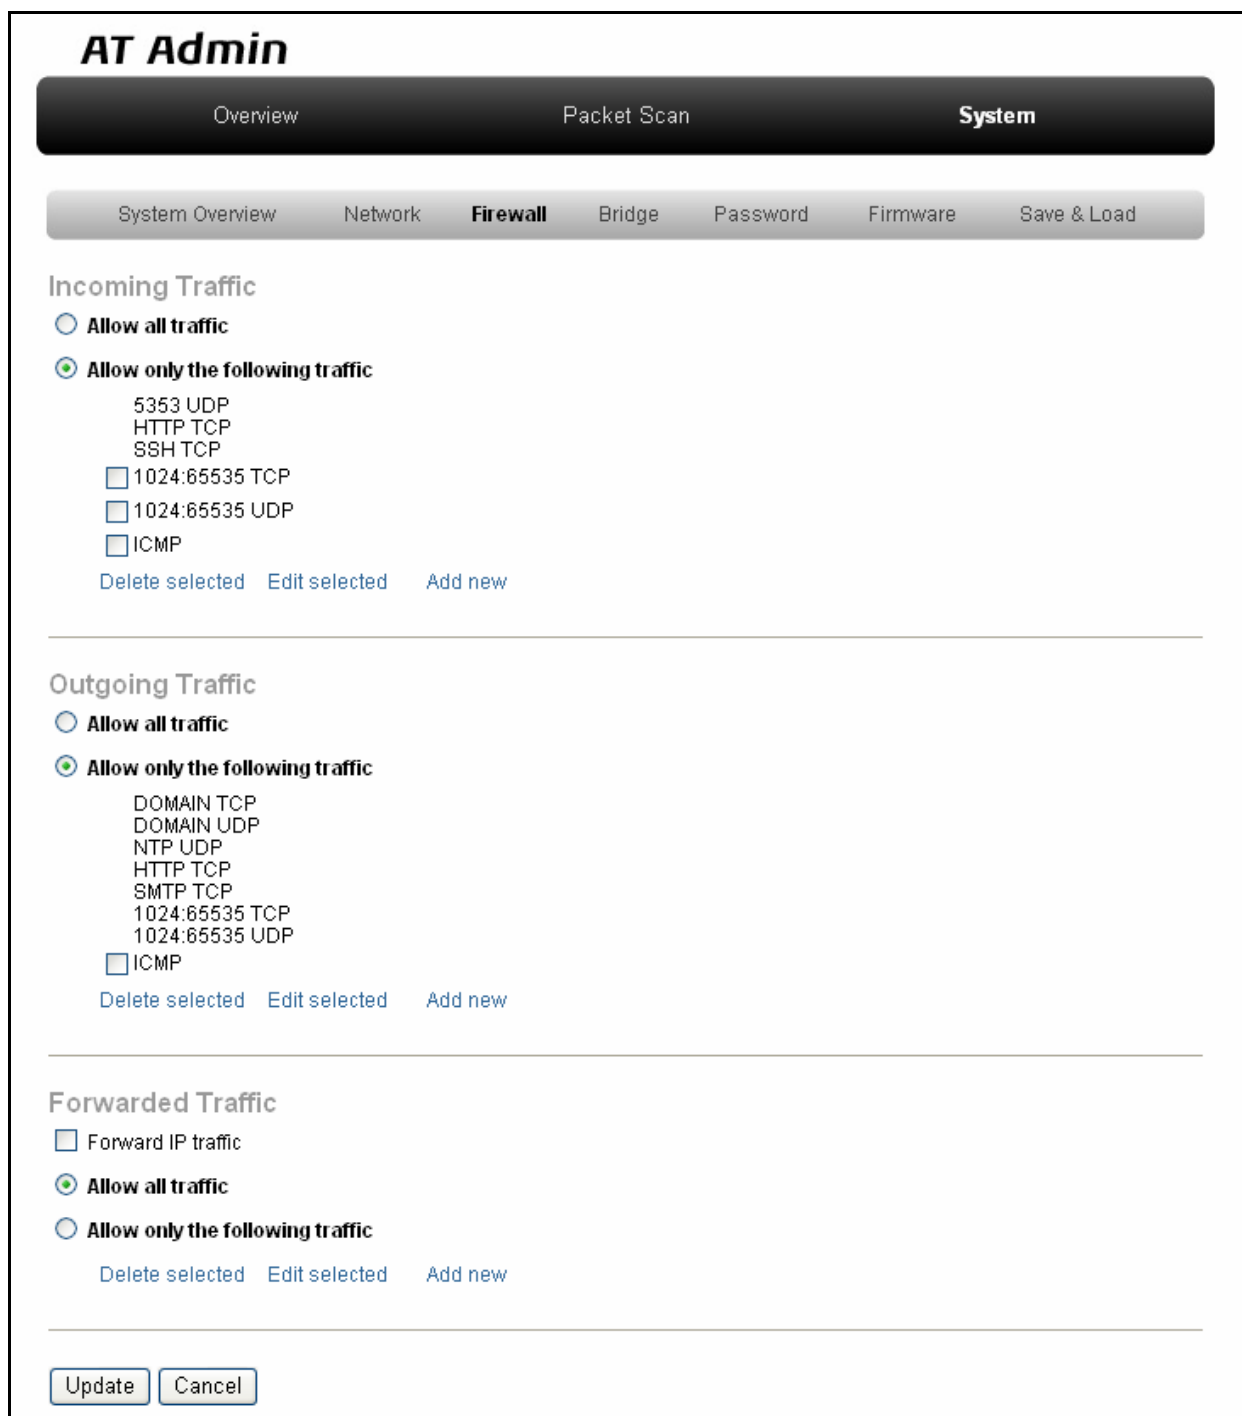 AT Admin
Overview Packet Scan System
System Overview Network Firewall Bridge Password Firmware Save & Load
Incoming Traffic
Allow all traffic
Allow only the following traffic
5353 UDP
HTTP TCP
SSH TCP
1024:65535 TCP
1024:65535 UDP
ICMP
Delete selected Edit selected Add new
Outgoing Traffic
Allow all traffic
Allow only the following traffic
DOMAIN TCP
DOMAIN UDP
NTP UDP
HTTP TCP
SMTP TCP
1024:65535 TCP
1024:65535 UDP
ICMP
Delete selected Edit selected Add new
Forwarded Traffic
Forward IP traffic
Allow all traffic
Allow only the following traffic
Delete selected Edit selected Add new
Update Cancel